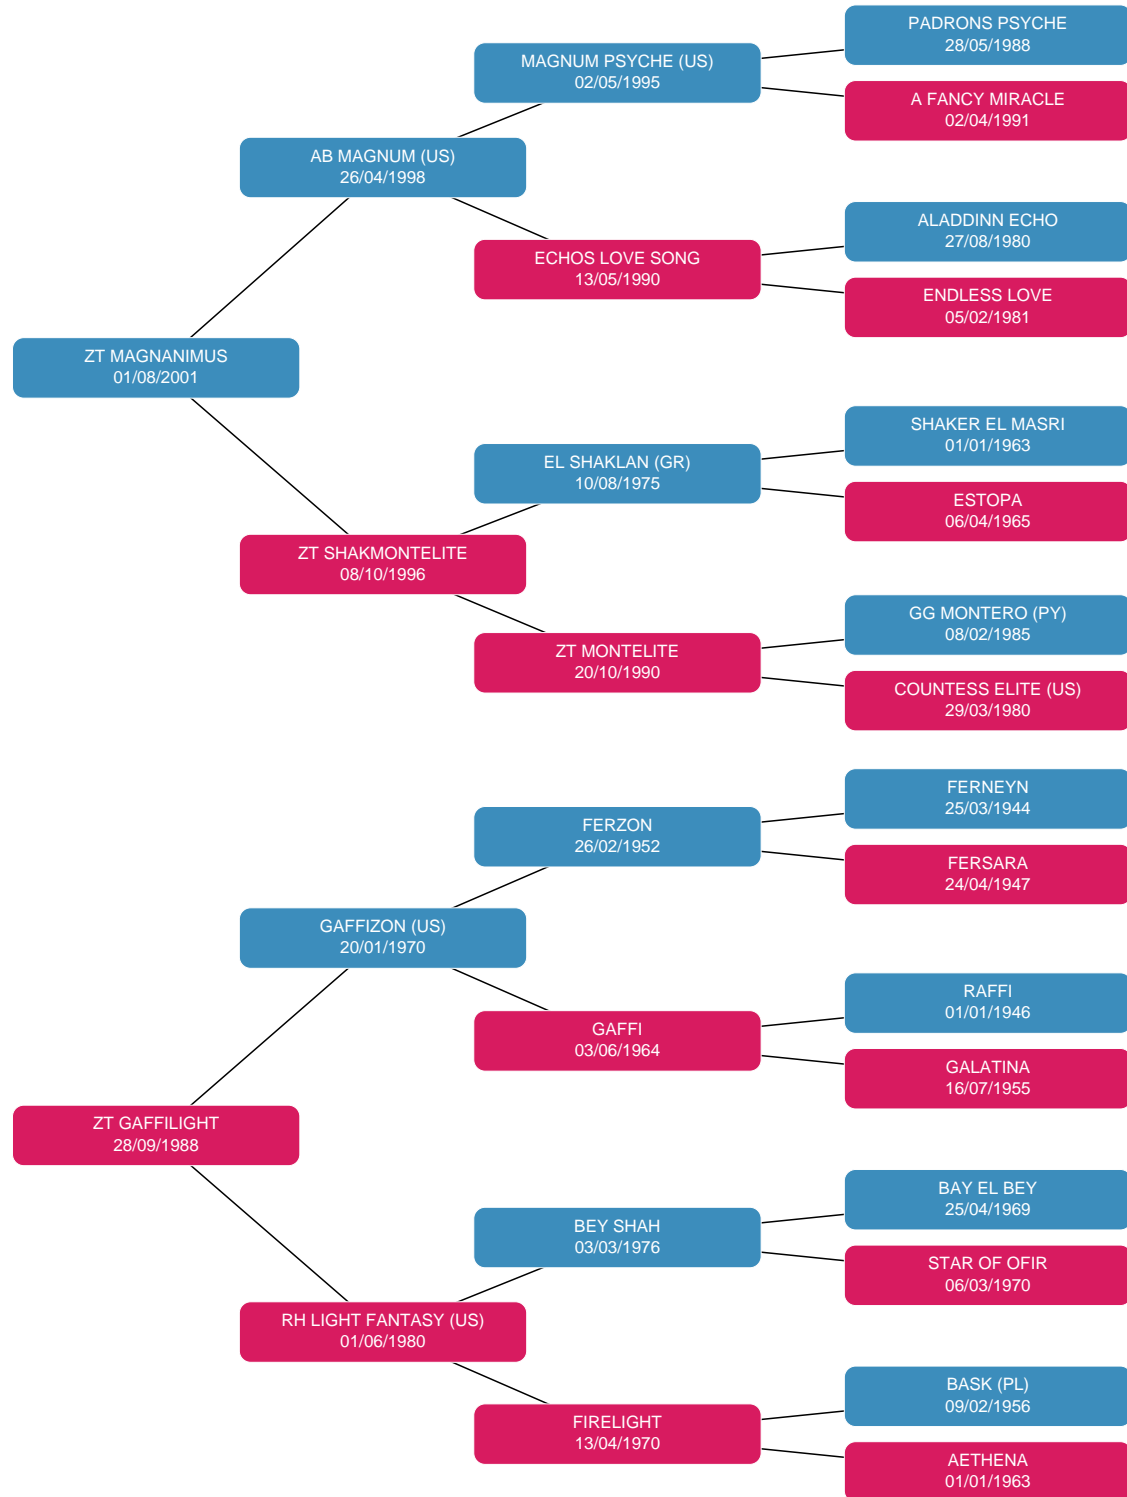 PADRONS PSYCHE
28/05/1988
MAGNUM PSYCHE (US)
02/05/1995
A FANCY MIRACLE
02/04/1991
AB MAGNUM (US)
26/04/1998
ALADDINN ECHO
27/08/1980
ECHOS LOVE SONG
13/05/1990
ENDLESS LOVE
05/02/1981
ZT MAGNANIMUS
01/08/2001
SHAKER EL MASRI
01/01/1963
EL SHAKLAN (GR)
10/08/1975
ESTOPA
06/04/1965
ZT SHAKMONTELITE
08/10/1996
GG MONTERO (PY)
08/02/1985
ZT MONTELITE
20/10/1990
COUNTESS ELITE (US)
29/03/1980
FERNEYN
25/03/1944
FERZON
26/02/1952
FERSARA
24/04/1947
GAFFIZON (US)
20/01/1970
RAFFI
01/01/1946
GAFFI
03/06/1964
GALATINA
16/07/1955
ZT GAFFILIGHT
28/09/1988
BAY EL BEY
25/04/1969
BEY SHAH
03/03/1976
STAR OF OFIR
06/03/1970
RH LIGHT FANTASY (US)
01/06/1980
BASK (PL)
09/02/1956
FIRELIGHT
13/04/1970
AETHENA
01/01/1963